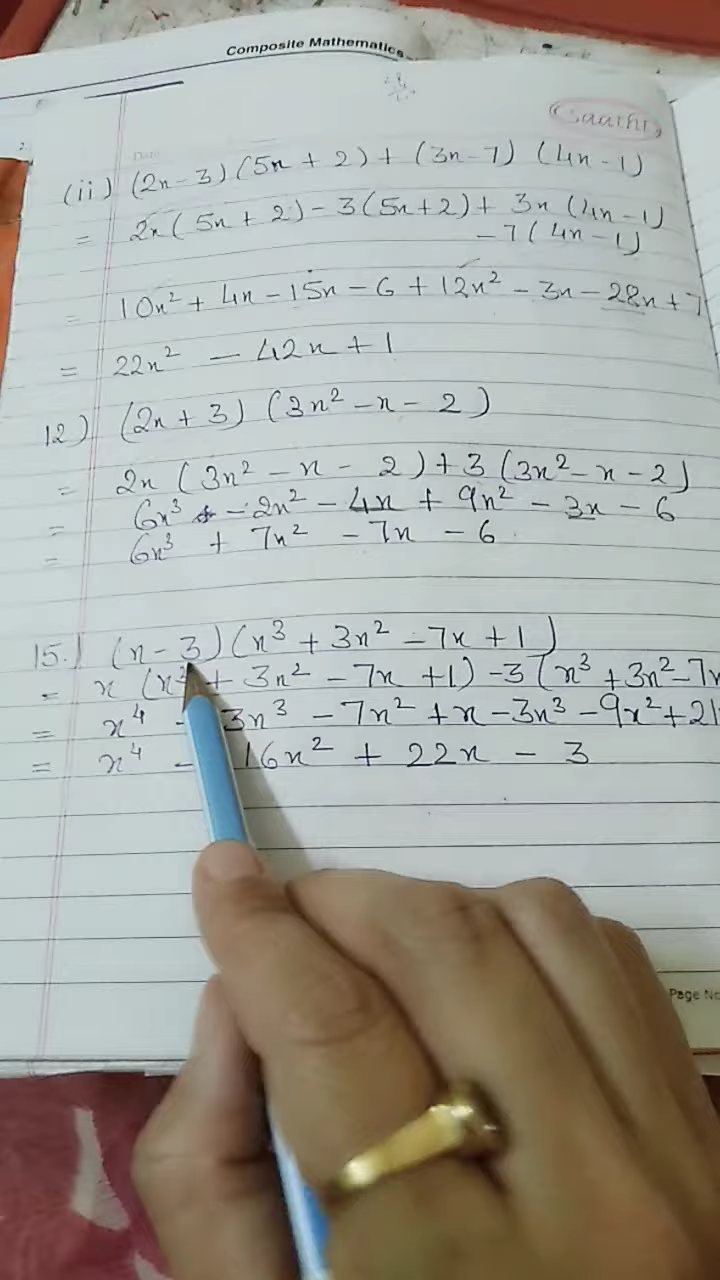 Composite Mathematics
Saathi
Date
(ii) (2x-3)(5x + 2) + (3x-7) (4x-1)
= 2x(5x + 2) - 3(5x+2) + 3x (4x-1)
-7(4x-1)
= 10x² + 4x - 15x - 6 + 12x² - 3x - 28x + 7
= 22x² - 42x + 1
12) (2x + 3) (3x² - x - 2)
= 2x (3x² - x - 2) + 3 (3x² - x - 2)
= 6x³ - 2x² - 4x + 9x² - 3x - 6
= 6x³ + 7x² - 7x - 6
15.) (x - 3)(x³ + 3x² - 7x + 1)
= x (x³ + 3x² - 7x + 1) - 3 (x³ + 3x² - 7x
= x⁴ 3x³ - 7x² + x - 3x³ - 9x² + 21
= x⁴ - 16x² + 22x - 3
Page No